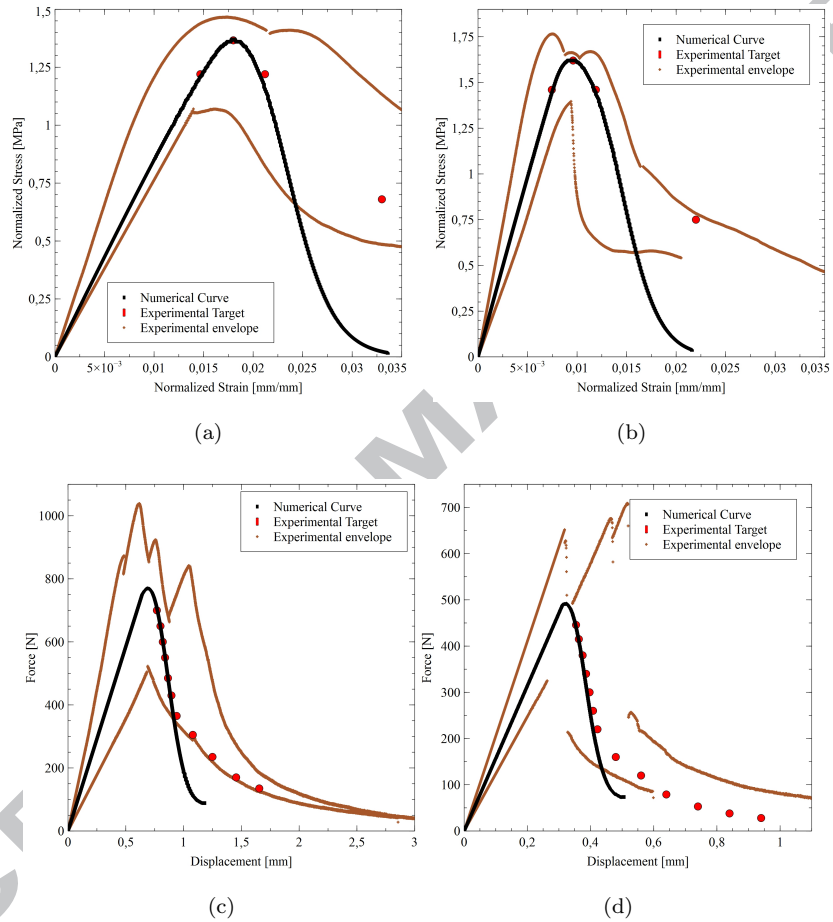 1,5
1,25
1
0,75
0,5
0,25
0
Normalized Stress [MPa]
Numerical Curve
Experimental Target
Experimental envelope
0 5×10⁻³ 0,01 0,015 0,02 0,025 0,03 0,035
Normalized Strain [mm/mm]
(a)
1,75
1,5
1,25
1
0,75
0,5
0,25
0
Normalized Stress [MPa]
Numerical Curve
Experimental Target
Experimental envelope
0 5×10⁻³ 0,01 0,015 0,02 0,025 0,03 0,035
Normalized Strain [mm/mm]
(b)
1000
800
600
400
200
0
Force [N]
Numerical Curve
Experimental Target
Experimental envelope
0 0,5 1 1,5 2 2,5 3
Displacement [mm]
(c)
700
600
500
400
300
200
100
0
Force [N]
Numerical Curve
Experimental Target
Experimental envelope
0 0,2 0,4 0,6 0,8 1
Displacement [mm]
(d)